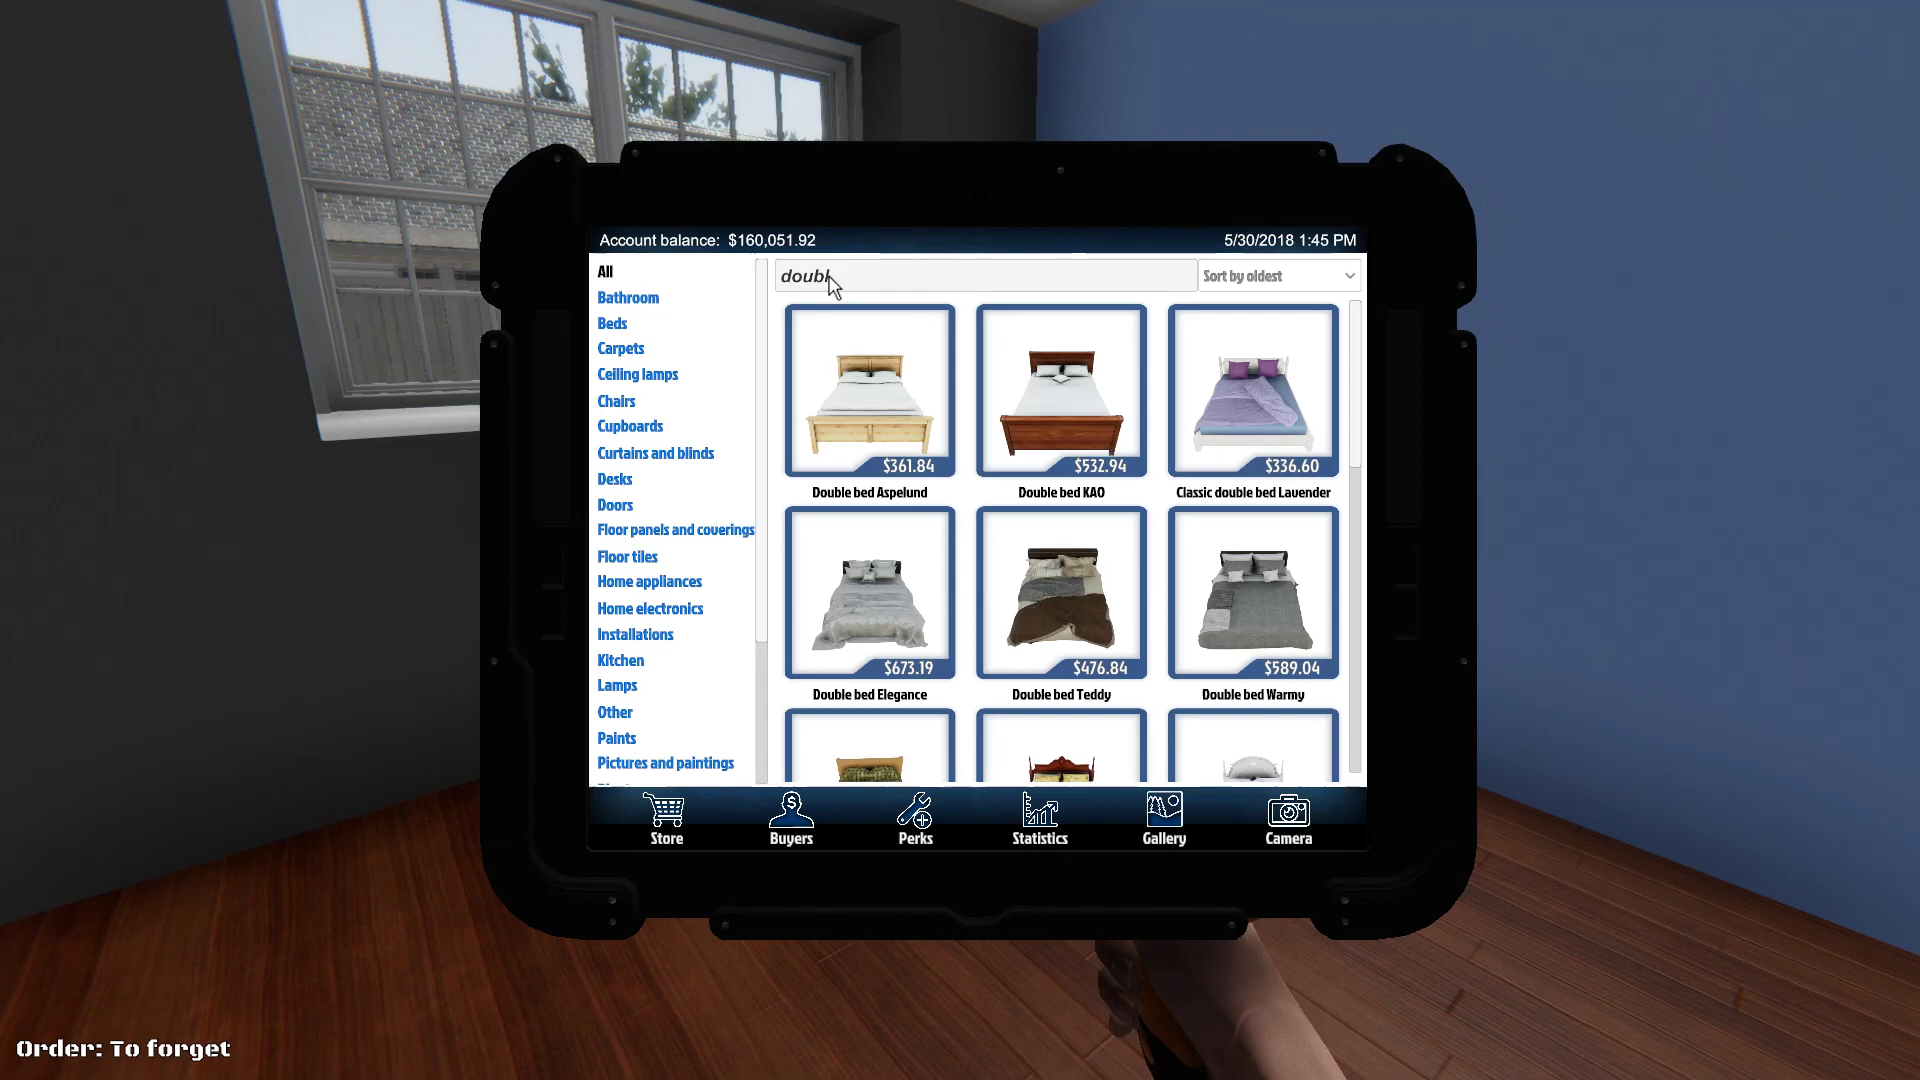 Account balance: $160,051.92
5/30/2018 1:45 PM
All
Bathroom
Beds
Carpets
Ceiling lamps
Chairs
Cupboards
Curtains and blinds
Desks
Doors
Floor panels and coverings
Floor tiles
Home appliances
Home electronics
Installations
Kitchen
Lamps
Other
Paints
Pictures and paintings
doubl
Sort by oldest
$361.84
$532.94
$336.60
Double bed Aspelund
Double bed KAO
Classic double bed Lavender
$673.19
$476.84
$589.04
Double bed Elegance
Double bed Teddy
Double bed Warmy
Store
Buyers
Perks
Statistics
Gallery
Camera
Order: To forget